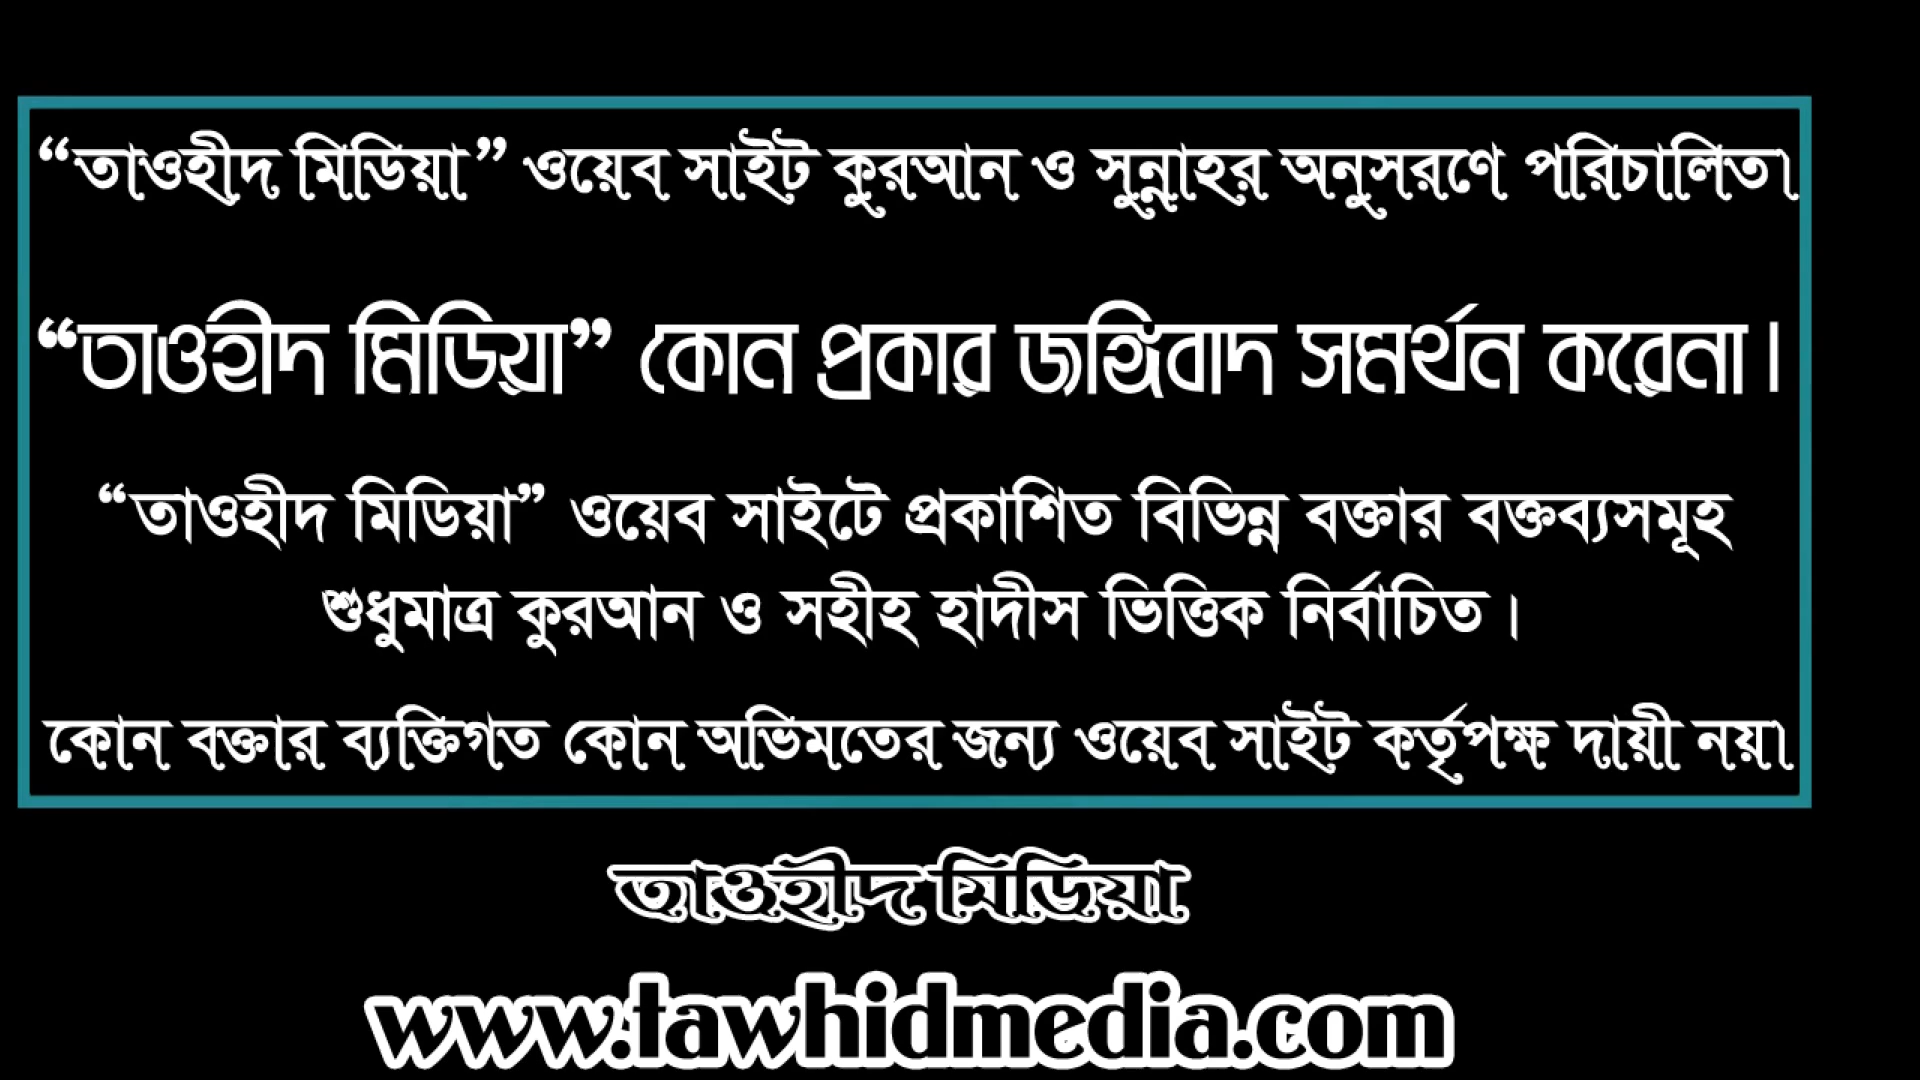 “তাওহীদ মিডিয়া” ওয়েব সাইট কুরআন ও সুন্নাহর অনুসরণে পরিচালিত।
“তাওহীদ মিডিয়া” কোন প্রকার জঙ্গিবাদ সমর্থন করেনা।
“তাওহীদ মিডিয়া” ওয়েব সাইটে প্রকাশিত বিভিন্ন বক্তার বক্তব্যসমূহ
শুধুমাত্র কুরআন ও সহীহ হাদীস ভিত্তিক নির্বাচিত।
কোন বক্তার ব্যক্তিগত কোন অভিমতের জন্য ওয়েব সাইট কর্তৃপক্ষ দায়ী নয়।
তাওহীদ মিডিয়া
www.tawhidmedia.com